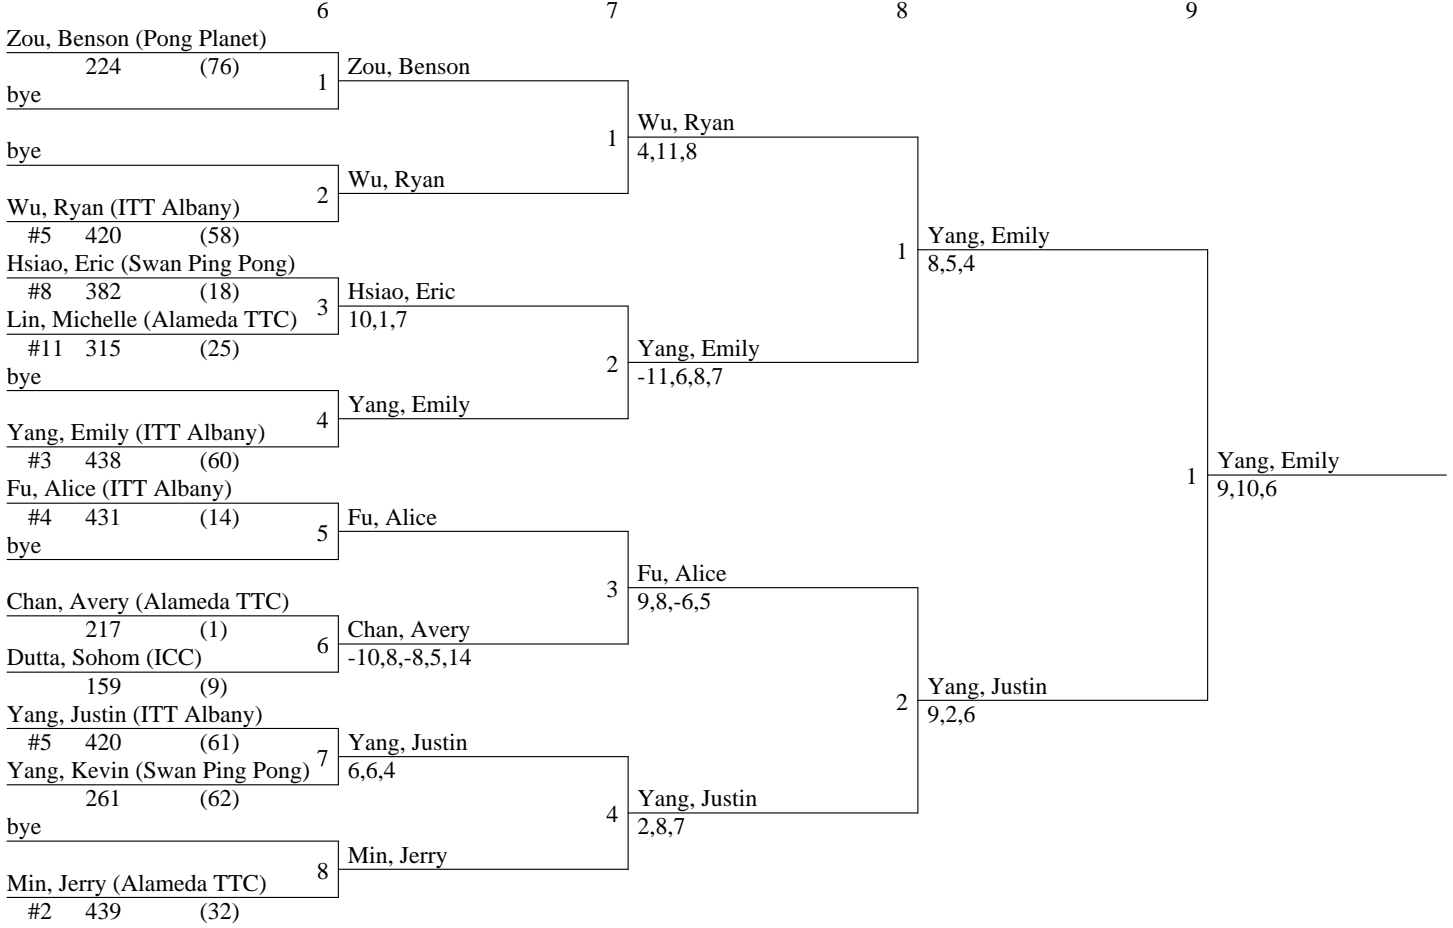 6 7 8 9
Zou, Benson (Pong Planet)
224 (76)
1
Zou, Benson
bye
1
Wu, Ryan
4,11,8
bye
2
Wu, Ryan
Wu, Ryan (ITT Albany)
#5 420 (58)
1
Yang, Emily
8,5,4
Hsiao, Eric (Swan Ping Pong)
#8 382 (18)
3
Hsiao, Eric
10,1,7
Lin, Michelle (Alameda TTC)
#11 315 (25)
2
Yang, Emily
-11,6,8,7
bye
4
Yang, Emily
Yang, Emily (ITT Albany)
#3 438 (60)
1
Yang, Emily
9,10,6
Fu, Alice (ITT Albany)
#4 431 (14)
5
Fu, Alice
bye
3
Fu, Alice
9,8,-6,5
Chan, Avery (Alameda TTC)
217 (1)
6
Chan, Avery
-10,8,-8,5,14
Dutta, Sohom (ICC)
159 (9)
2
Yang, Justin
9,2,6
Yang, Justin (ITT Albany)
#5 420 (61)
7
Yang, Justin
6,6,4
Yang, Kevin (Swan Ping Pong)
261 (62)
4
Yang, Justin
2,8,7
bye
8
Min, Jerry
Min, Jerry (Alameda TTC)
#2 439 (32)